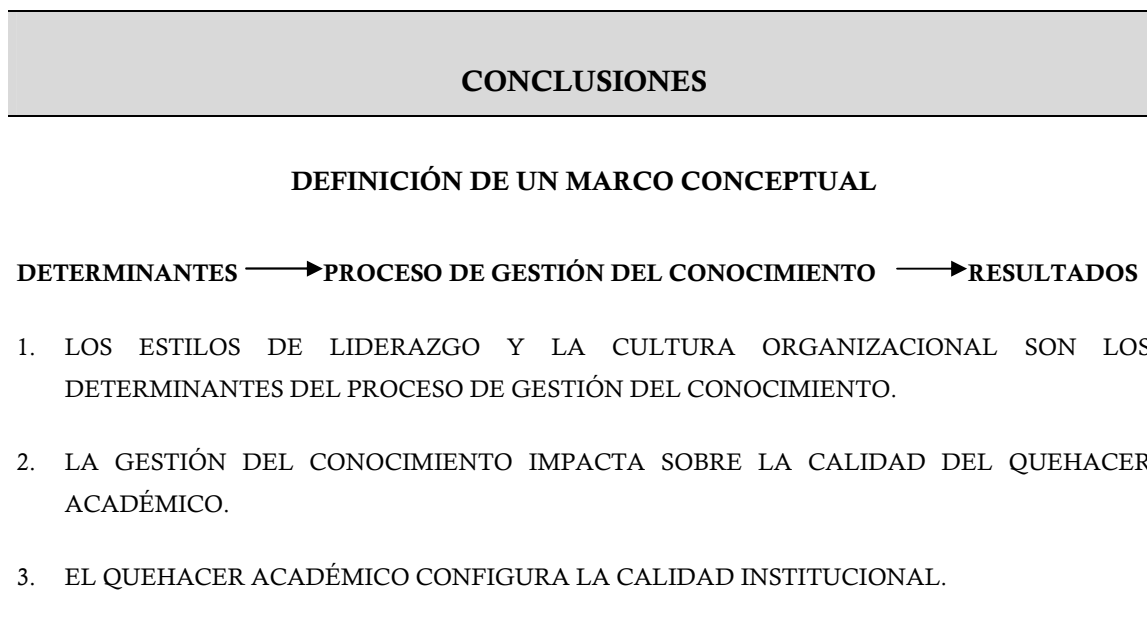 CONCLUSIONES
DEFINICIÓN DE UN MARCO CONCEPTUAL
DETERMINANTES PROCESO DE GESTIÓN DEL CONOCIMIENTO RESULTADOS
1. LOS ESTILOS DE LIDERAZGO Y LA CULTURA ORGANIZACIONAL SON LOS
DETERMINANTES DEL PROCESO DE GESTIÓN DEL CONOCIMIENTO.
2. LA GESTIÓN DEL CONOCIMIENTO IMPACTA SOBRE LA CALIDAD DEL QUEHACER
ACADÉMICO.
3. EL QUEHACER ACADÉMICO CONFIGURA LA CALIDAD INSTITUCIONAL.